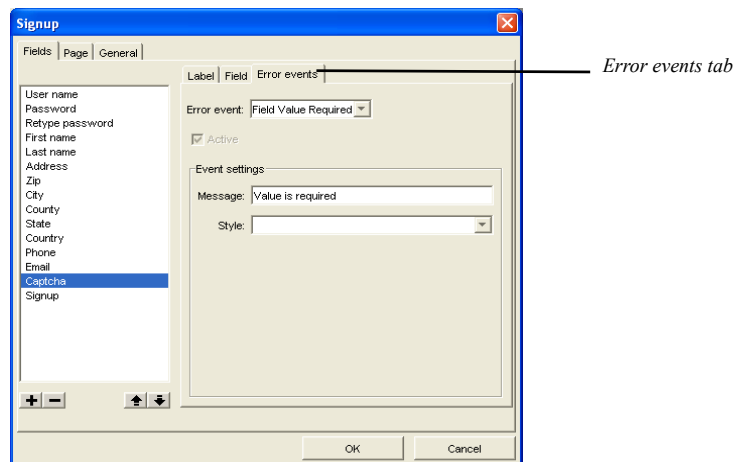 Signup
Fields Page General
Error events tab
Label Field Error events
User name
Password
Retype password
First name
Last name
Address
Zip
City
County
State
Country
Phone
Email
Captcha
Signup
Error event: Field Value Required
Active
Event settings
Message: Value is required
Style:
OK Cancel